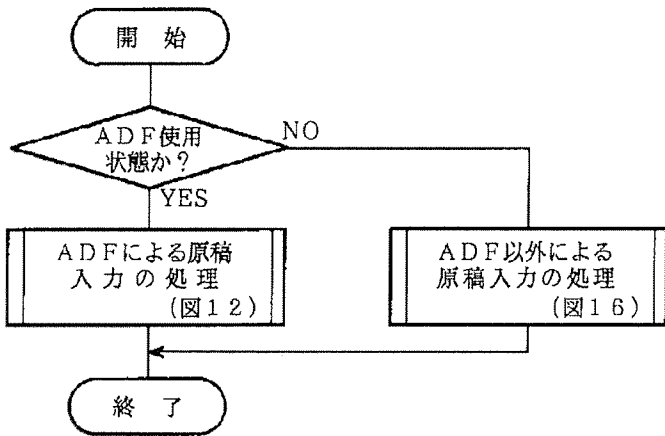 開 始
ADF使用
状態か?
NO
YES
ADFによる原稿
入力の処理
(図12)
ADF以外による
原稿入力の処理
(図16)
終 了